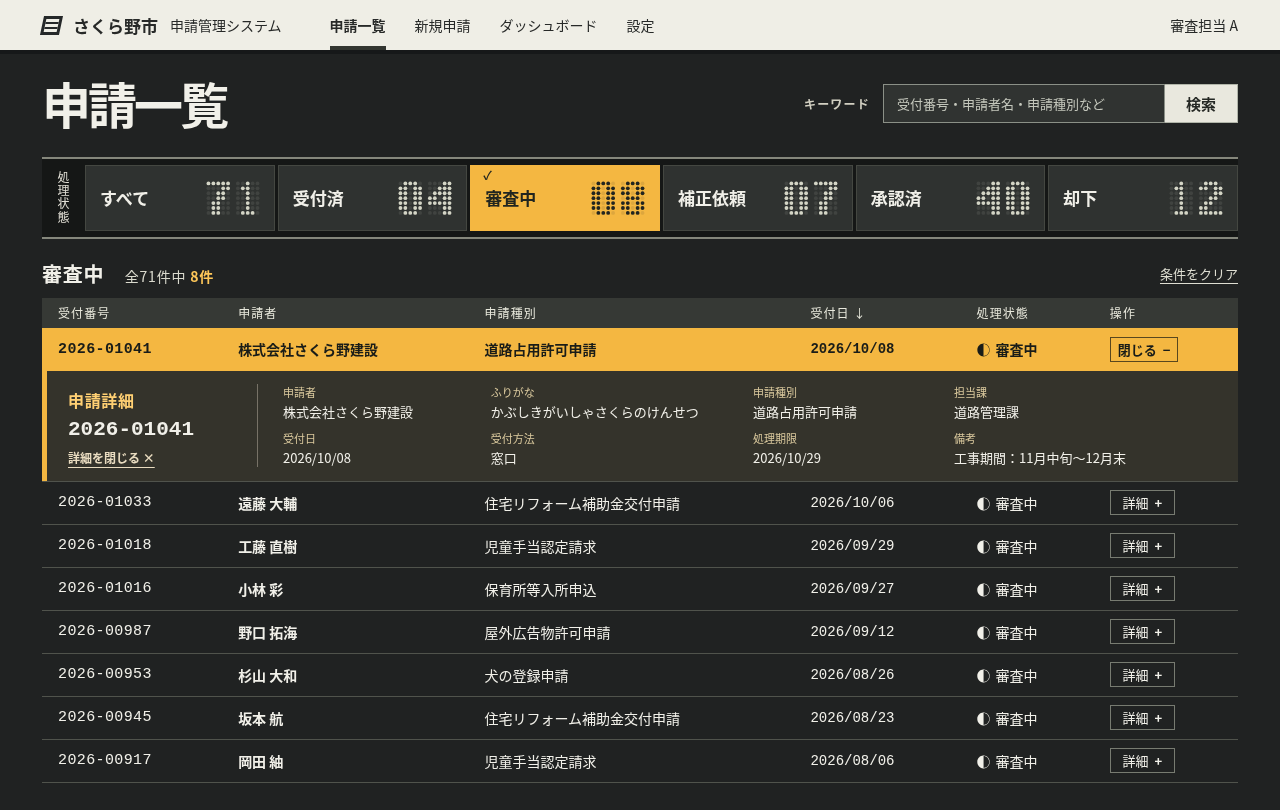 さくら野市 申請管理システム 申請一覧 新規申請 ダッシュボード 設定 審査担当 A
申請一覧
キーワード 受付番号・申請者名・申請種別など 検索
処理状態 すべて 71 受付済 04 ✓ 審査中 08 補正依頼 07 承認済 40 却下 12
審査中 全71件中 8件 条件をクリア
受付番号 申請者 申請種別 受付日 ↓ 処理状態 操作
2026-01041 株式会社さくら野建設 道路占用許可申請 2026/10/08 ◐ 審査中 閉じる −
申請詳細
2026-01041
詳細を閉じる ×
申請者 ふりがな 申請種別 担当課
株式会社さくら野建設 かぶしきがいしゃさくらのけんせつ 道路占用許可申請 道路管理課
受付日 受付方法 処理期限 備考
2026/10/08 窓口 2026/10/29 工事期間：11月中旬〜12月末
2026-01033 遠藤 大輔 住宅リフォーム補助金交付申請 2026/10/06 ◐ 審査中 詳細 +
2026-01018 工藤 直樹 児童手当認定請求 2026/09/29 ◐ 審査中 詳細 +
2026-01016 小林 彩 保育所等入所申込 2026/09/27 ◐ 審査中 詳細 +
2026-00987 野口 拓海 屋外広告物許可申請 2026/09/12 ◐ 審査中 詳細 +
2026-00953 杉山 大和 犬の登録申請 2026/08/26 ◐ 審査中 詳細 +
2026-00945 坂本 航 住宅リフォーム補助金交付申請 2026/08/23 ◐ 審査中 詳細 +
2026-00917 岡田 紬 児童手当認定請求 2026/08/06 ◐ 審査中 詳細 +